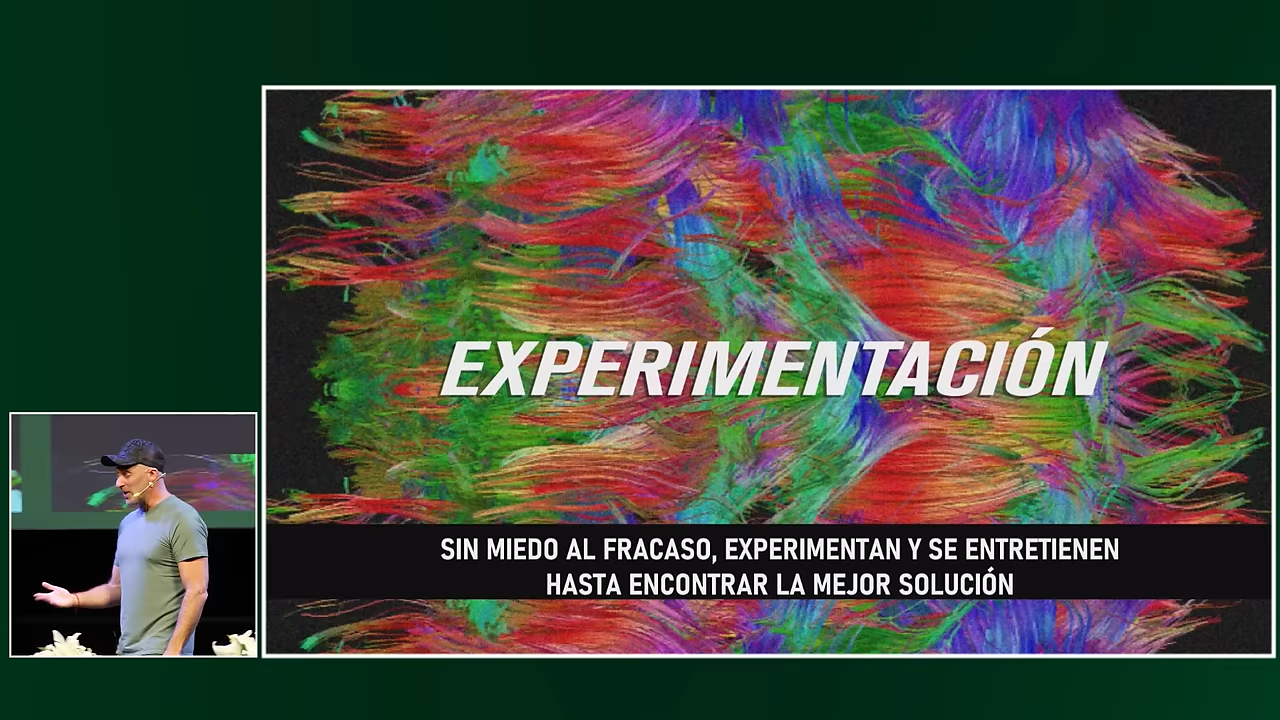 EXPERIMENTACIÓN
SIN MIEDO AL FRACASO, EXPERIMENTAN Y SE ENTRETIENEN
HASTA ENCONTRAR LA MEJOR SOLUCIÓN